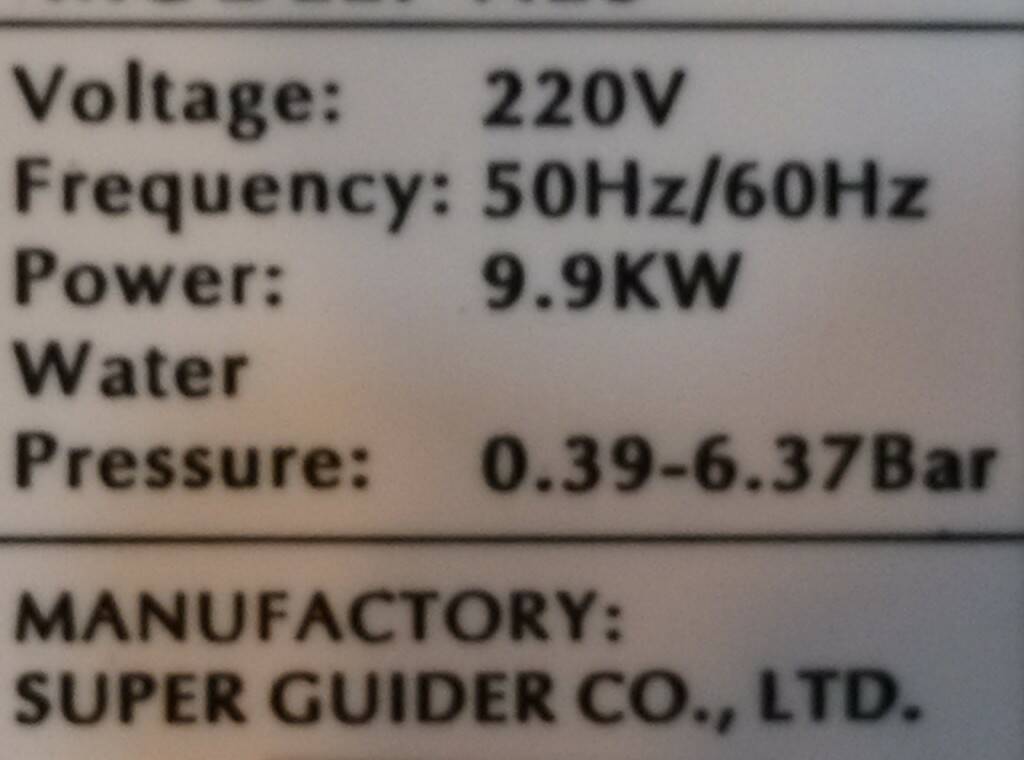 Voltage: 220V
Frequency: 50Hz/60Hz
Power: 9.9KW
Water
Pressure: 0.39-6.37Bar
MANUFACTORY:
SUPER GUIDER CO., LTD.